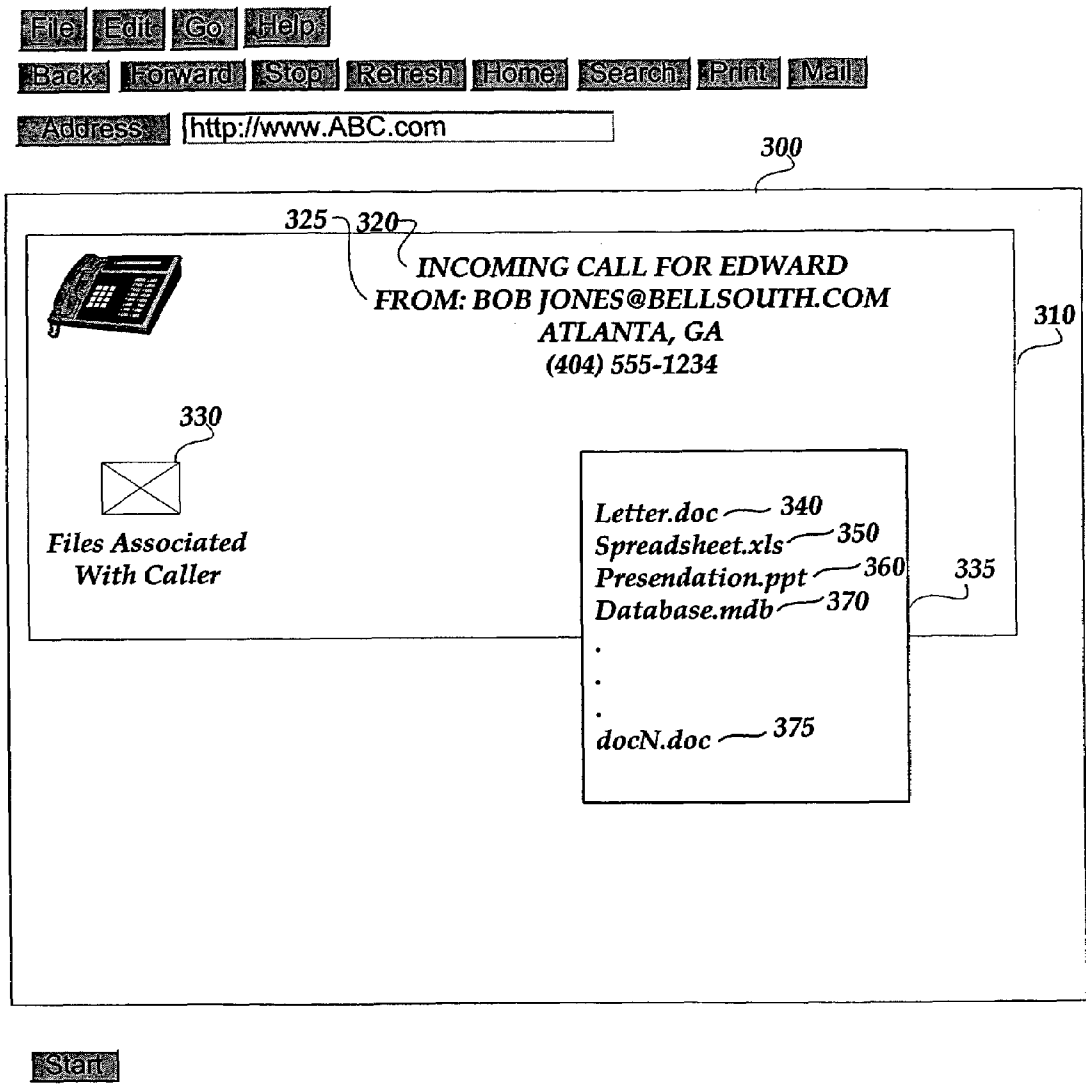 File Edit Go Help
Back Forward Stop Refresh Home Search Print Mail
Address http://www.ABC.com
300
325 320
INCOMING CALL FOR EDWARD
FROM: BOB JONES@BELLSOUTH.COM
310
ATLANTA, GA
(404) 555-1234
330
Files Associated
With Caller
Letter.doc 340
Spreadsheet.xls 350
Presendation.ppt 360 335
Database.mdb 370
.
.
.
docN.doc 375
Start